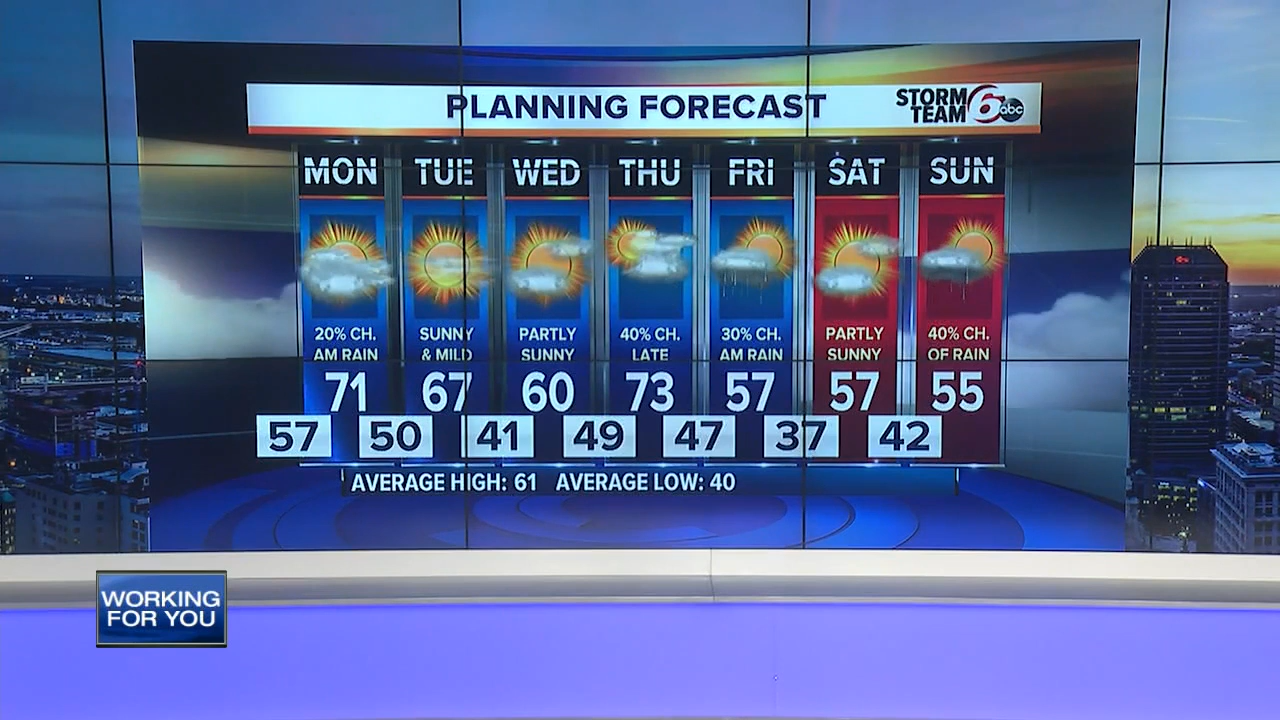 PLANNING FORECAST
STORM TEAM 6 abc
MON TUE WED THU FRI SAT SUN
20% CH. SUNNY PARTLY 40% CH. 30% CH. PARTLY 40% CH.
AM RAIN & MILD SUNNY LATE AM RAIN SUNNY OF RAIN
71 67 60 73 57 57 55
57 50 41 49 47 37 42
AVERAGE HIGH: 61 AVERAGE LOW: 40
WORKING
FOR YOU